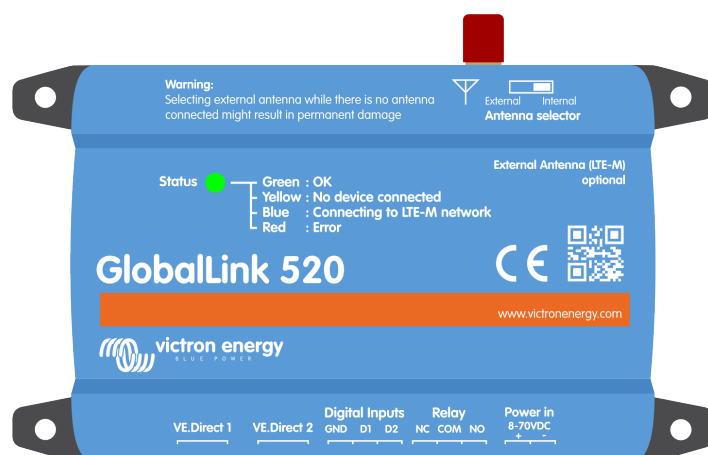 Warning:
Selecting external antenna while there is no antenna
connected might result in permanent damage
External Internal
Antenna selector
External Antenna (LTE-M)
optional
Status
Green : OK
Yellow : No device connected
Blue : Connecting to LTE-M network
Red : Error
GlobalLink 520
CE
www.victronenergy.com
victron energy
BLUE POWER
VE.Direct 1
VE.Direct 2
Digital Inputs
GND D1 D2
Relay
NC COM NO
Power in
8-70VDC
+ -